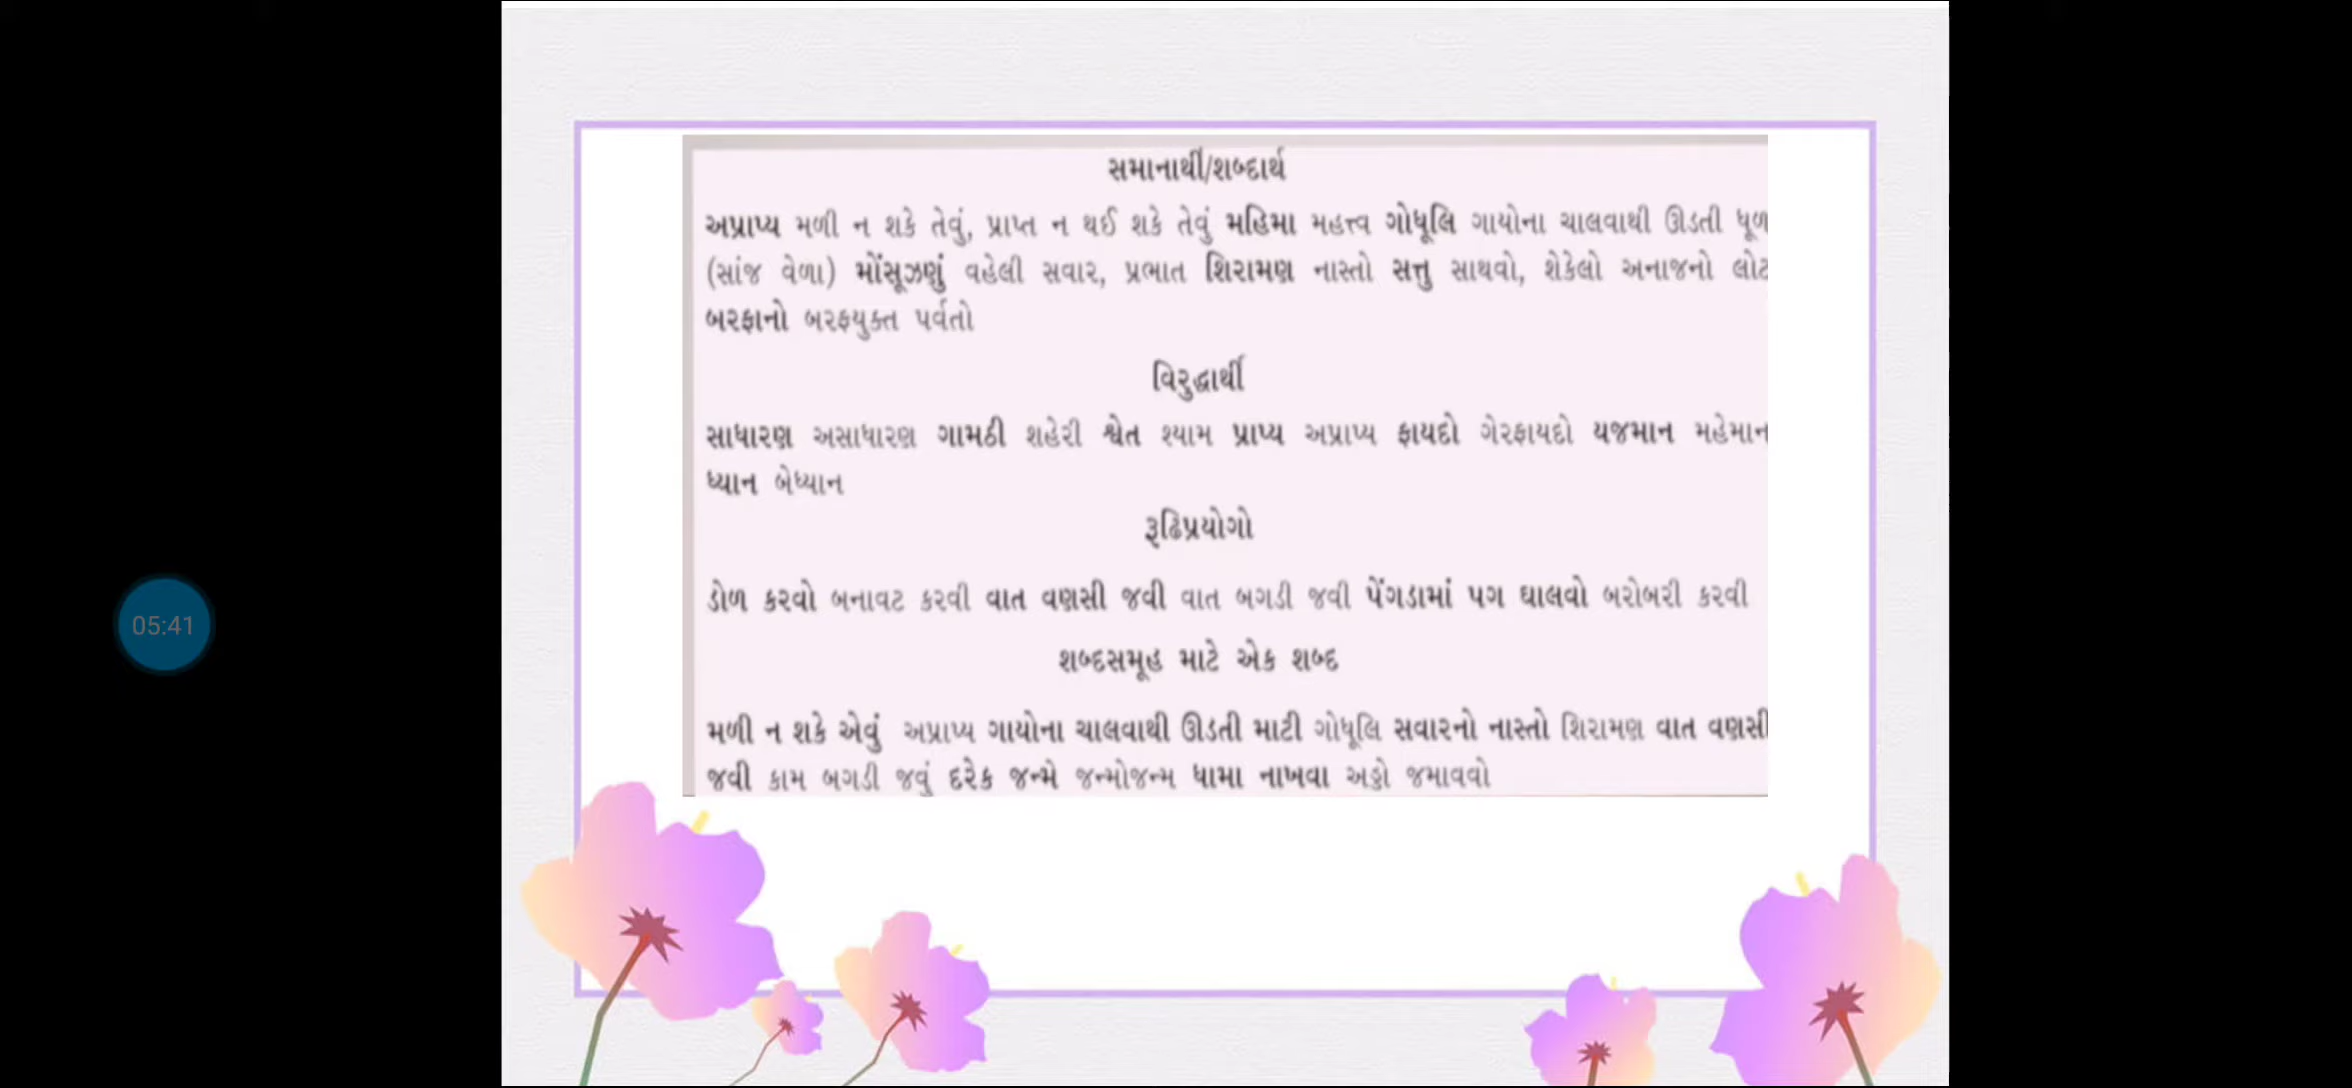 સમાનાર્થી/શબ્દાર્થ
અપ્રાપ્ય મળી ન શકે તેવું, પ્રાપ્ત ન થઈ શકે તેવું મહિમા મહત્ત્વ ગોધૂલિ ગાયોના ચાલવાથી ઊડતી ધૂળ
(સાંજ વેળા) મોંસૂઝણું વહેલી સવાર, પ્રભાત શિરામણ નાસ્તો સત્તુ સાથવો, શેકેલો અનાજનો લોટ
બરફાનો બરફયુક્ત પર્વતો
વિરુદ્ધાર્થી
સાધારણ અસાધારણ ગામઠી શહેરી શ્વેત શ્યામ પ્રાપ્ય અપ્રાપ્ય ફાયદો ગેરફાયદો યજમાન મહેમાન
ધ્યાન બેધ્યાન
રૂઢિપ્રયોગો
ડોળ કરવો બનાવટ કરવી વાત વણસી જવી વાત બગડી જવી પેંગડામાં પગ ઘાલવો બરોબરી કરવી
શબ્દસમૂહ માટે એક શબ્દ
મળી ન શકે એવું અપ્રાપ્ય ગાયોના ચાલવાથી ઊડતી માટી ગોધૂલિ સવારનો નાસ્તો શિરામણ વાત વણસી
જવી કામ બગડી જવું દરેક જન્મે જન્મોજન્મ ધામા નાખવા અડ્ડો જમાવવો
05:41